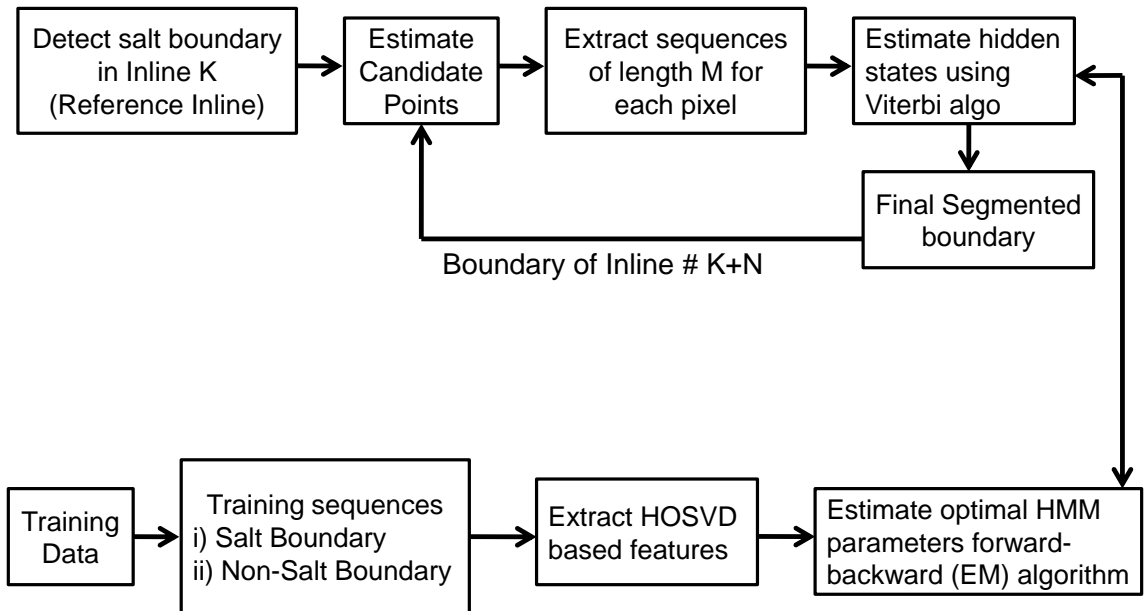 Detect salt boundary
in Inline K
(Reference Inline)
Estimate
Candidate
Points
Extract sequences
of length M for
each pixel
Estimate hidden
states using
Viterbi algo
Final Segmented
boundary
Boundary of Inline # K+N
Training
Data
Training sequences
i) Salt Boundary
ii) Non-Salt Boundary
Extract HOSVD
based features
Estimate optimal HMM
parameters forward-
backward (EM) algorithm